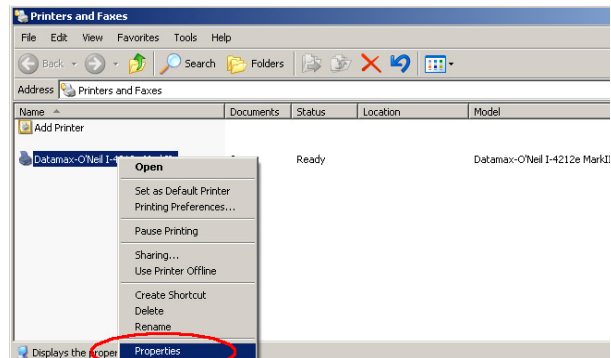 Printers and Faxes
File Edit View Favorites Tools Help
Back Search Folders
Address Printers and Faxes
Name Documents Status Location Model
Add Printer
Datamax-O'Neil I-4 Ready Datamax-O'Neil I-4212e MarkII
Open
Set as Default Printer
Printing Preferences...
Pause Printing
Sharing...
Use Printer Offline
Create Shortcut
Delete
Rename
Displays the proper Properties